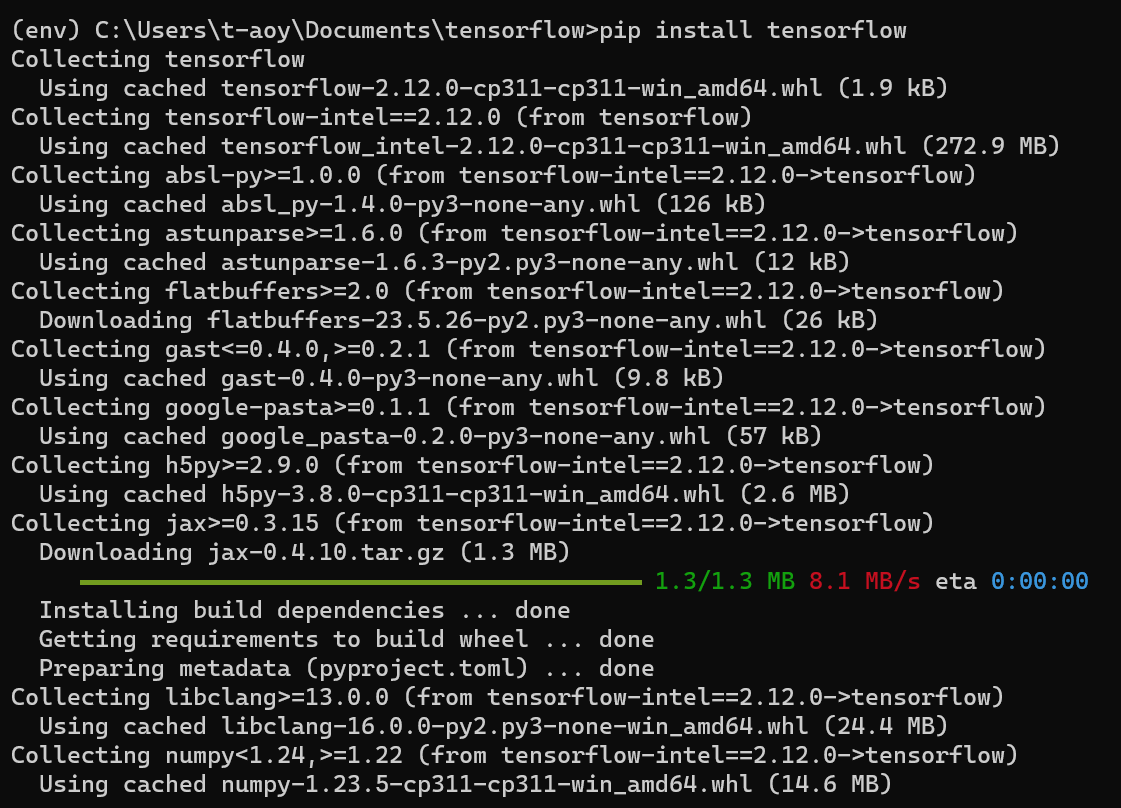 (env) C:\Users\t-aoy\Documents\tensorflow>pip install tensorflow
Collecting tensorflow
  Using cached tensorflow-2.12.0-cp311-cp311-win_amd64.whl (1.9 kB)
Collecting tensorflow-intel==2.12.0 (from tensorflow)
  Using cached tensorflow_intel-2.12.0-cp311-cp311-win_amd64.whl (272.9 MB)
Collecting absl-py>=1.0.0 (from tensorflow-intel==2.12.0->tensorflow)
  Using cached absl_py-1.4.0-py3-none-any.whl (126 kB)
Collecting astunparse>=1.6.0 (from tensorflow-intel==2.12.0->tensorflow)
  Using cached astunparse-1.6.3-py2.py3-none-any.whl (12 kB)
Collecting flatbuffers>=2.0 (from tensorflow-intel==2.12.0->tensorflow)
  Downloading flatbuffers-23.5.26-py2.py3-none-any.whl (26 kB)
Collecting gast<=0.4.0,>=0.2.1 (from tensorflow-intel==2.12.0->tensorflow)
  Using cached gast-0.4.0-py3-none-any.whl (9.8 kB)
Collecting google-pasta>=0.1.1 (from tensorflow-intel==2.12.0->tensorflow)
  Using cached google_pasta-0.2.0-py3-none-any.whl (57 kB)
Collecting h5py>=2.9.0 (from tensorflow-intel==2.12.0->tensorflow)
  Using cached h5py-3.8.0-cp311-cp311-win_amd64.whl (2.6 MB)
Collecting jax>=0.3.15 (from tensorflow-intel==2.12.0->tensorflow)
  Downloading jax-0.4.10.tar.gz (1.3 MB)
1.3/1.3 MB 8.1 MB/s eta 0:00:00
  Installing build dependencies ... done
  Getting requirements to build wheel ... done
  Preparing metadata (pyproject.toml) ... done
Collecting libclang>=13.0.0 (from tensorflow-intel==2.12.0->tensorflow)
  Using cached libclang-16.0.0-py2.py3-none-win_amd64.whl (24.4 MB)
Collecting numpy<1.24,>=1.22 (from tensorflow-intel==2.12.0->tensorflow)
  Using cached numpy-1.23.5-cp311-cp311-win_amd64.whl (14.6 MB)